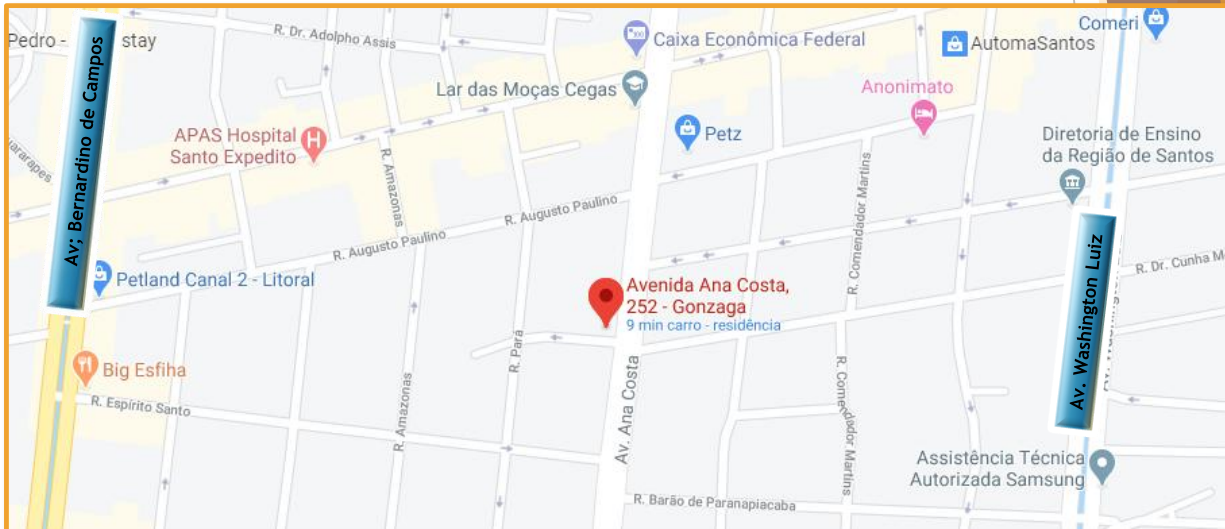 Pedro -
stay
Av; Bernardino de Campos
R. Dr. Adolpho Assis
Caixa Econômica Federal
Comeri
AutomaSantos
Lar das Moças Cegas
Anonimato
APAS Hospital
Santo Expedito
Petz
Diretoria de Ensino
da Região de Santos
R. Amazonas
R. Comendador Martins
R. Augusto Paulino
R. Augusto Paulino
Petland Canal 2 - Litoral
Avenida Ana Costa,
252 - Gonzaga
9 min carro - residência
Av. Washington Luiz
R. Dr. Cunha
Big Esfiha
R. Pará
R. Espírito Santo
R. Amazonas
Av. Ana Costa
R. Comendador Martins
Assistência Técnica
Autorizada Samsung
R. Barão de Paranapiacaba